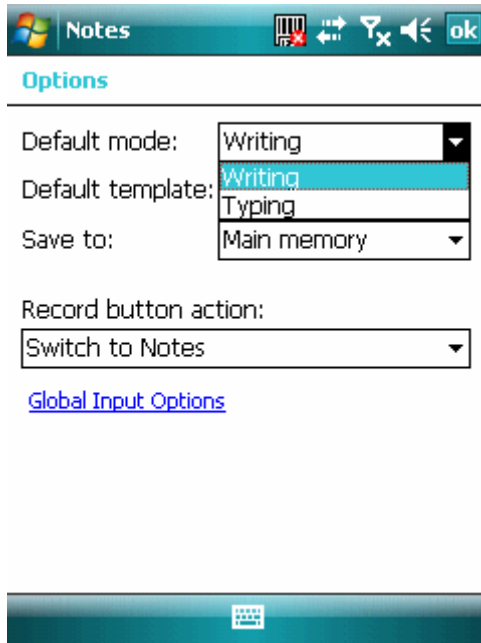 Notes
ok
Options
Default mode: Writing
Writing
Default template:
Typing
Save to: Main memory
Record button action:
Switch to Notes
Global Input Options